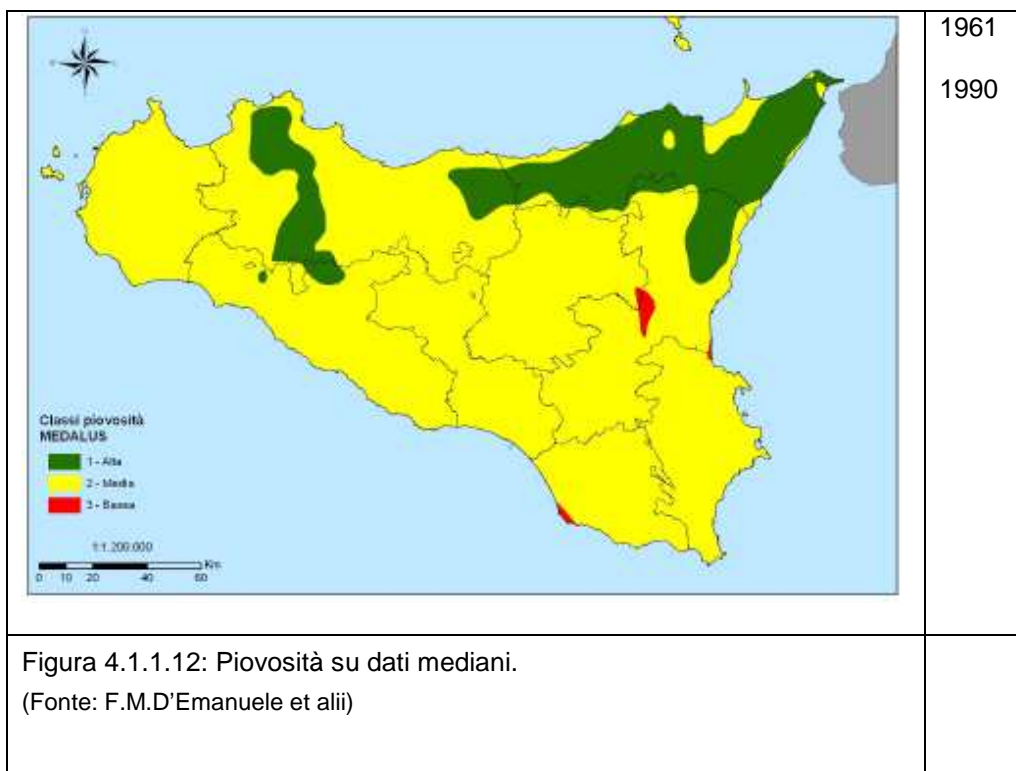 1961
1990
Classi piovosità
MEDALUS
1 - Alta
2 - Media
3 - Bassa
1:1.200.000
Km
0 10 20 40 60
Figura 4.1.1.12: Piovosità su dati mediani.
(Fonte: F.M.D’Emanuele et alii)